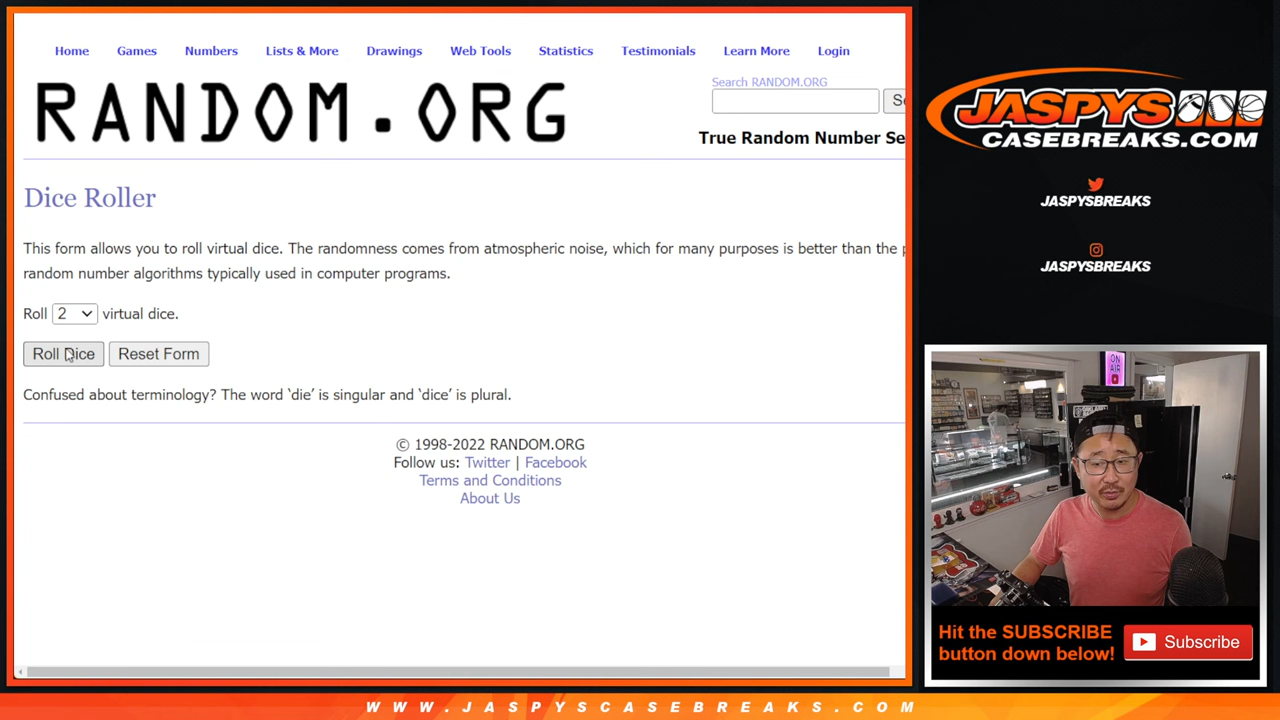 Home Games Numbers Lists & More Drawings Web Tools Statistics Testimonials Learn More Login
RANDOM.ORG
Search RANDOM.ORG
Se
True Random Number Se
Dice Roller
This form allows you to roll virtual dice. The randomness comes from atmospheric noise, which for many purposes is better than the p
random number algorithms typically used in computer programs.
Roll 2 virtual dice.
Roll Dice Reset Form
Confused about terminology? The word ‘die’ is singular and ‘dice’ is plural.
© 1998-2022 RANDOM.ORG
Follow us: Twitter | Facebook
Terms and Conditions
About Us
JASPYS
CASEBREAKS.COM
JASPYSBREAKS
JASPYSBREAKS
ON
AIR
Hit the SUBSCRIBE
button down below!
Subscribe
WWW.JASPYSCASEBREAKS.COM